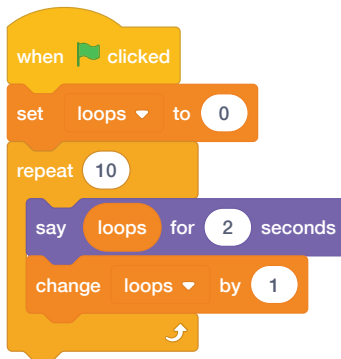 when clicked
set loops to 0
repeat 10
say loops for 2 seconds
change loops by 1